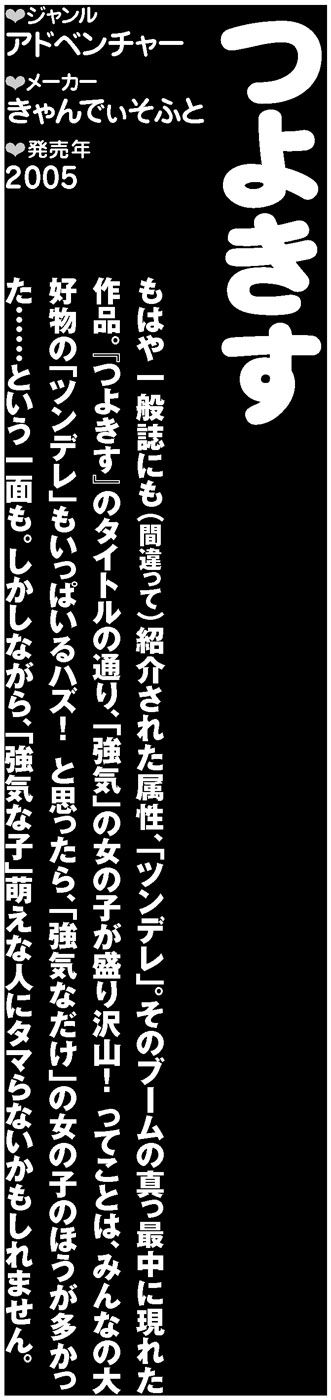 つよきす
❤ジャンル
アドベンチャー
❤メーカー
きゃんでぃそふと
❤発売年
2005
もはや一般誌にも(間違って)紹介された属性、「ツンデレ」。そのブームの真っ最中に現れた
作品。『つよきす』のタイトルの通り、「強気」の女の子が盛り沢山! ってことは、みんなの大
好物の「ツンデレ」もいっぱいるハズ! と思ったら、「強気なだけ」の女の子のほうが多かっ
た……という一面も。しかしながら、「強気な子」萌えな人にタマらないかもしれません。